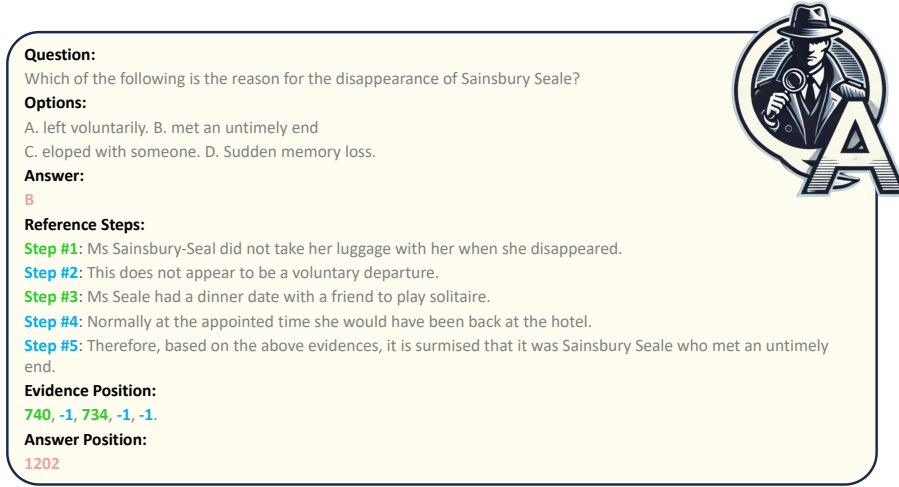 Question:
Which of the following is the reason for the disappearance of Sainsbury Seale?
Options:
A. left voluntarily. B. met an untimely end
C. eloped with someone. D. Sudden memory loss.
Answer:
B
Reference Steps:
Step #1: Ms Sainsbury-Seal did not take her luggage with her when she disappeared.
Step #2: This does not appear to be a voluntary departure.
Step #3: Ms Seale had a dinner date with a friend to play solitaire.
Step #4: Normally at the appointed time she would have been back at the hotel.
Step #5: Therefore, based on the above evidences, it is surmised that it was Sainsbury Seale who met an untimely
end.
Evidence Position:
740, -1, 734, -1, -1.
Answer Position:
1202
A